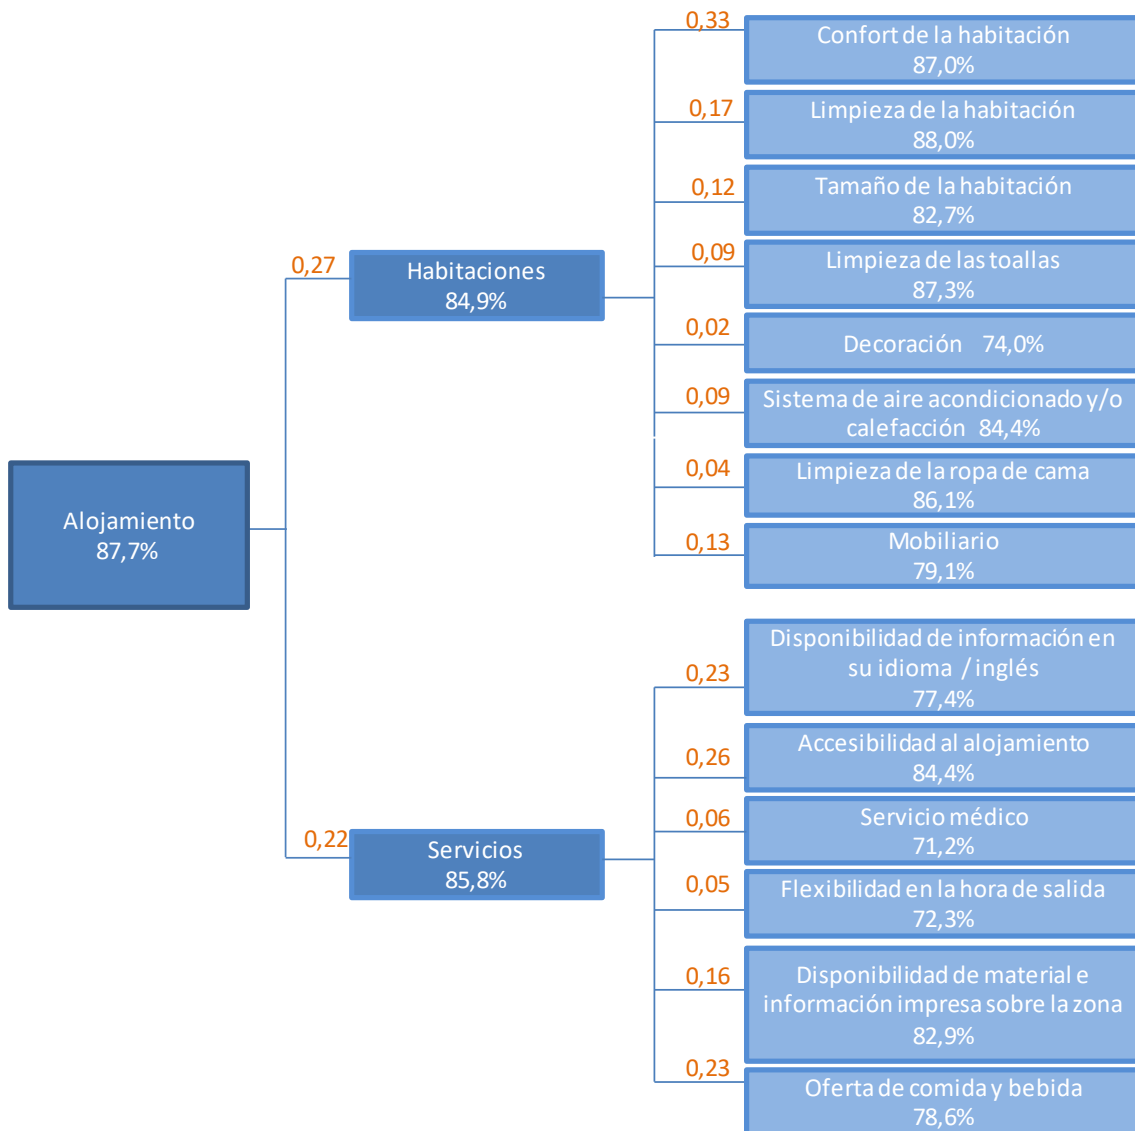 Alojamiento
87,7%
0,27
Habitaciones
84,9%
0,33
Confort de la habitación
87,0%
0,17
Limpieza de la habitación
88,0%
0,12
Tamaño de la habitación
82,7%
0,09
Limpieza de las toallas
87,3%
0,02
Decoración 74,0%
0,09
Sistema de aire acondicionado y/o
calefacción 84,4%
0,04
Limpieza de la ropa de cama
86,1%
0,13
Mobiliario
79,1%
0,22
Servicios
85,8%
0,23
Disponibilidad de información en
su idioma / inglés
77,4%
0,26
Accesibilidad al alojamiento
84,4%
0,06
Servicio médico
71,2%
0,05
Flexibilidad en la hora de salida
72,3%
0,16
Disponibilidad de material e
información impresa sobre la zona
82,9%
0,23
Oferta de comida y bebida
78,6%